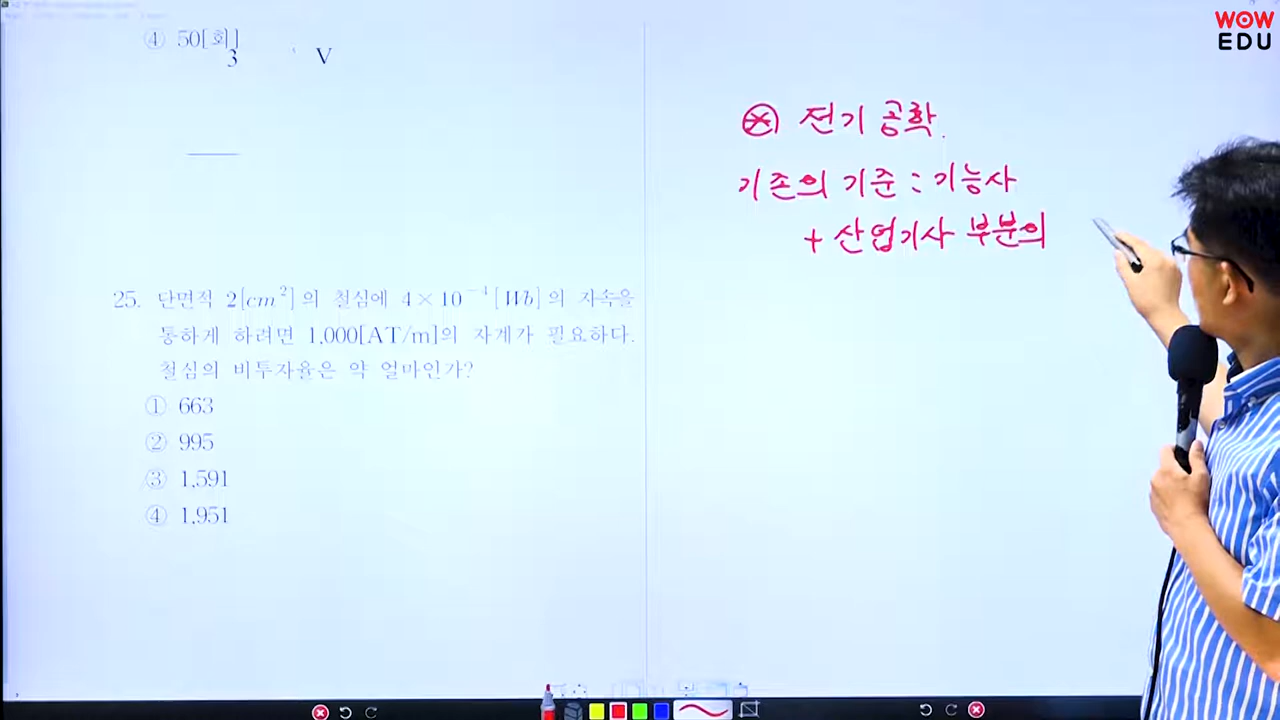 ④ 50[회]
3 V
25. 단면적 2[cm²]의 철심에 4×10⁻⁴[Wb]의 자속을
통하게 하려면 1,000[AT/m]의 자계가 필요하다.
철심의 비투자율은 약 얼마인가?
① 663
② 995
③ 1,591
④ 1,951
※ 전기 공학.
기존의 기준 : 기능사
+ 산업기사 부분의
WOW
EDU